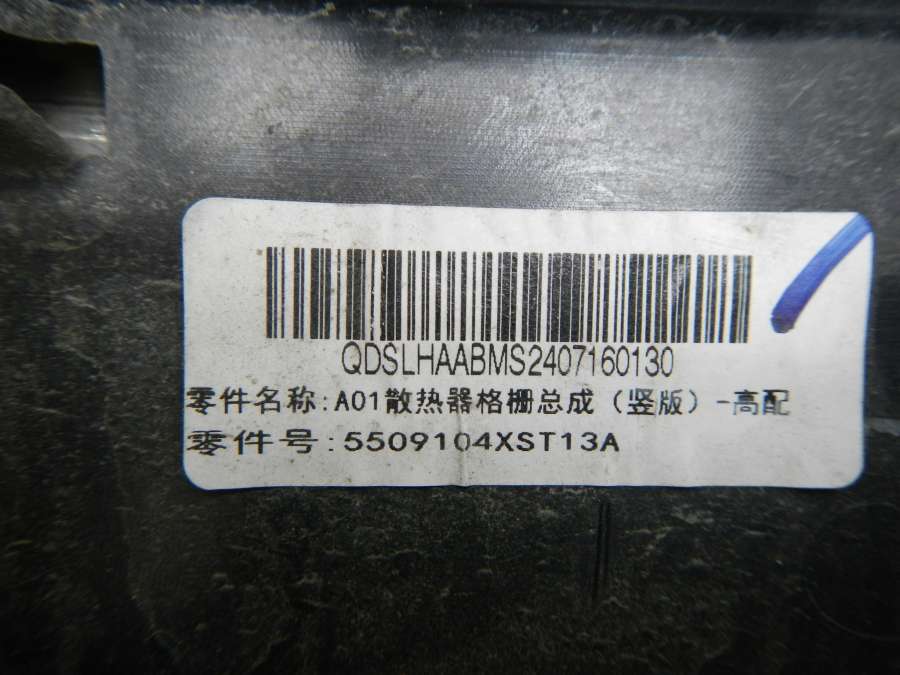 QDSLHAABMS2407160130
零件名称:A01散热器格栅总成（竖版）-高配
零件号:5509104XST13A